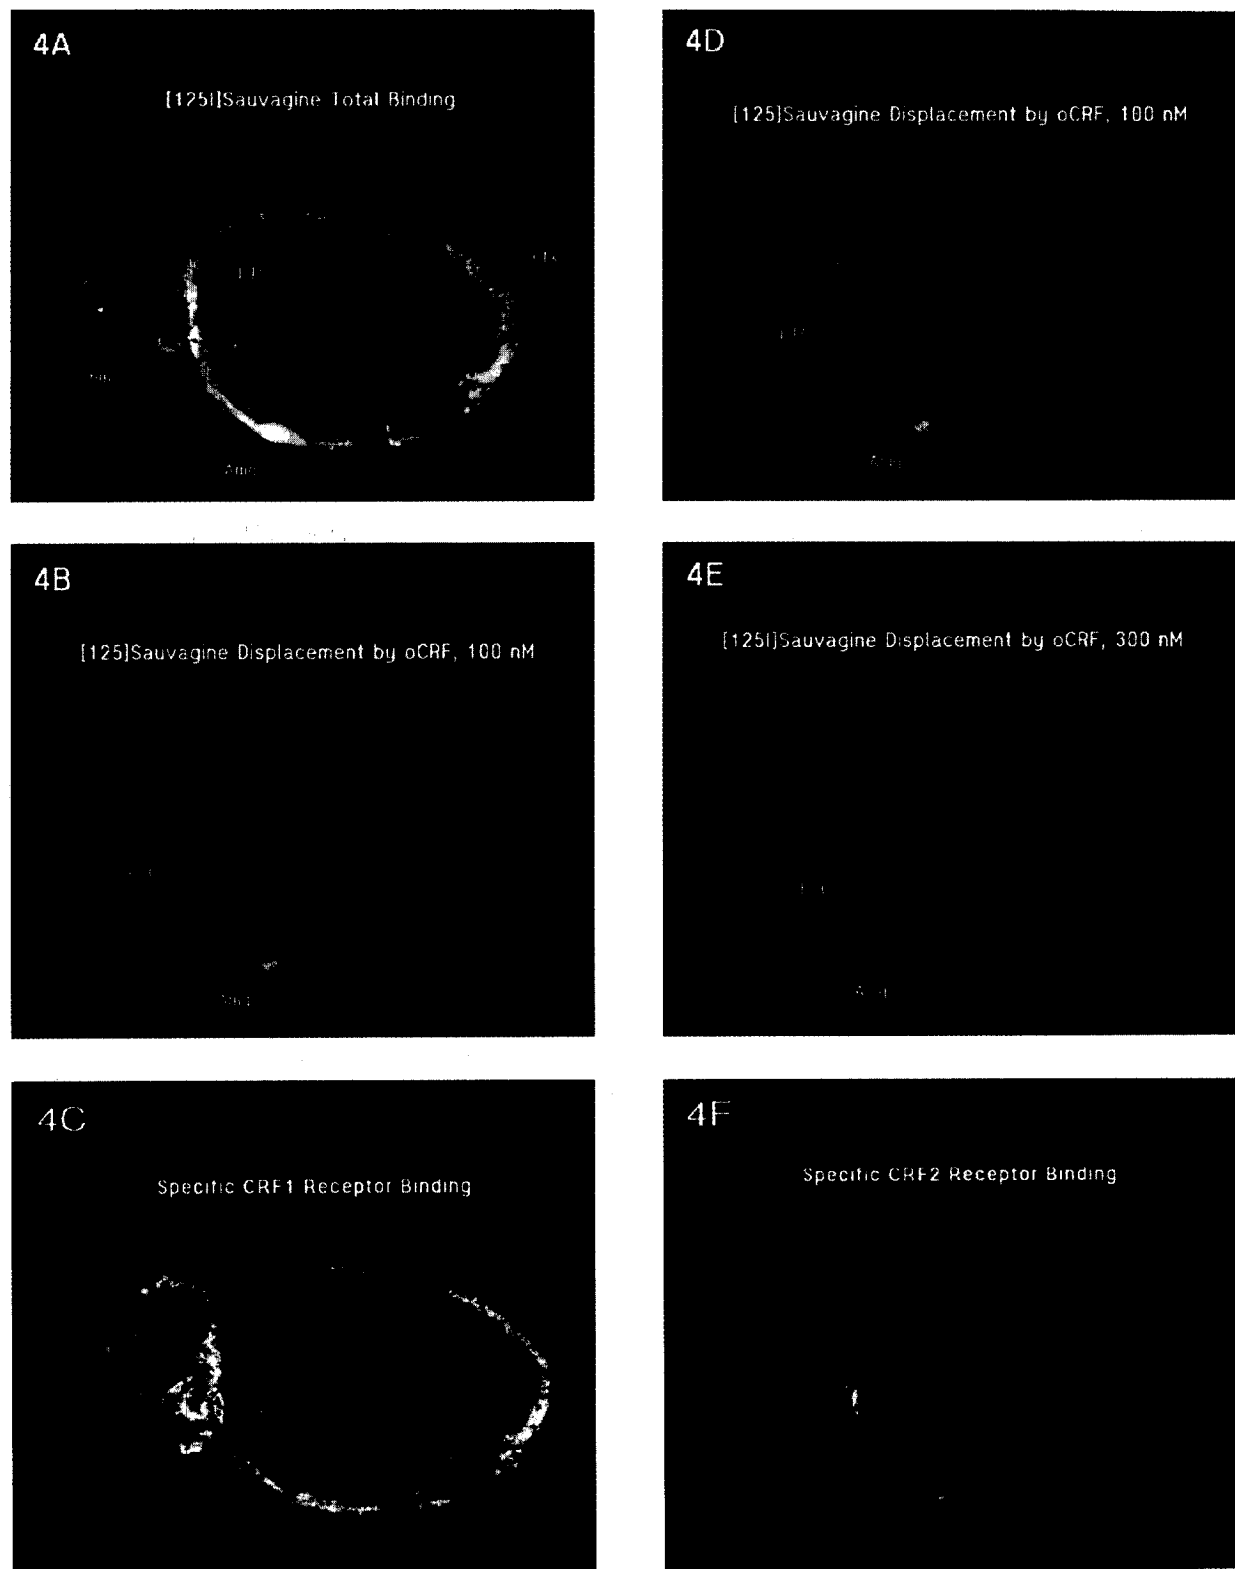 4A
[125I]Sauvagine Total Binding
4B
[125]Sauvagine Displacement by oCRF, 100 nM
4C
Specific CRF1 Receptor Binding
4D
[125]Sauvagine Displacement by oCRF, 100 nM
4E
[125I]Sauvagine Displacement by oCRF, 300 nM
4F
Specific CRF2 Receptor Binding